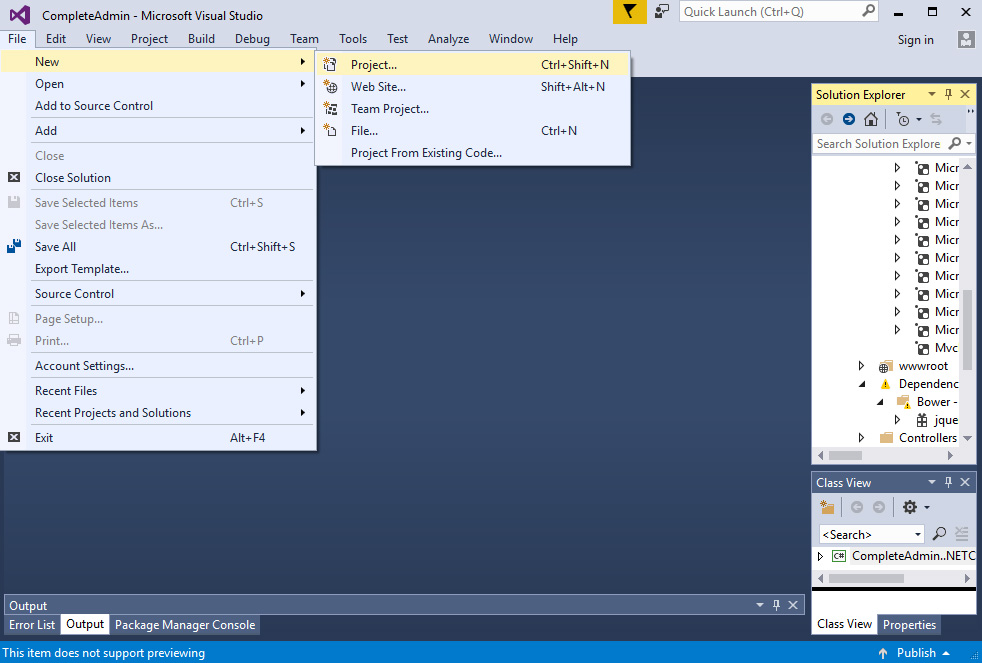 CompleteAdmin - Microsoft Visual Studio
Quick Launch (Ctrl+Q)
File Edit View Project Build Debug Team Tools Test Analyze Window Help
Sign in
New
Open
Add to Source Control
Add
Close
Close Solution
Save Selected Items Ctrl+S
Save Selected Items As...
Save All Ctrl+Shift+S
Export Template...
Source Control
Page Setup...
Print... Ctrl+P
Account Settings...
Recent Files
Recent Projects and Solutions
Exit Alt+F4
Project... Ctrl+Shift+N
Web Site... Shift+Alt+N
Team Project...
File... Ctrl+N
Project From Existing Code...
Solution Explorer
Search Solution Explore
Micr
Micr
Micr
Micr
Micr
Micr
Micr
Micr
Micr
Micr
Mvc
wwwroot
Dependenc
Bower -
jque
Controllers
Class View
<Search>
C# CompleteAdmin..NETC
Class View Properties
Output
Error List Output Package Manager Console
This item does not support previewing
Publish